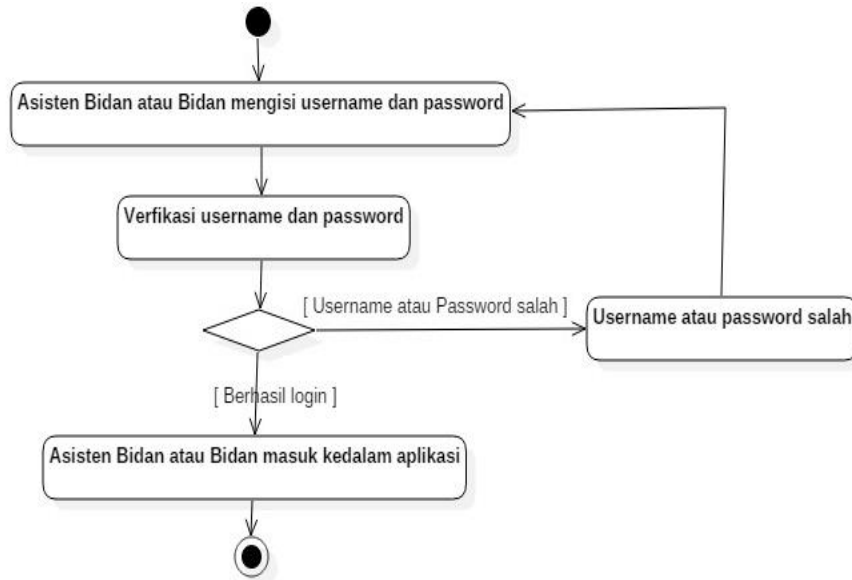 Asisten Bidan atau Bidan mengisi username dan password
Verfikasi username dan password
[ Username atau Password salah ]
Username atau password salah
[ Berhasil login ]
Asisten Bidan atau Bidan masuk kedalam aplikasi